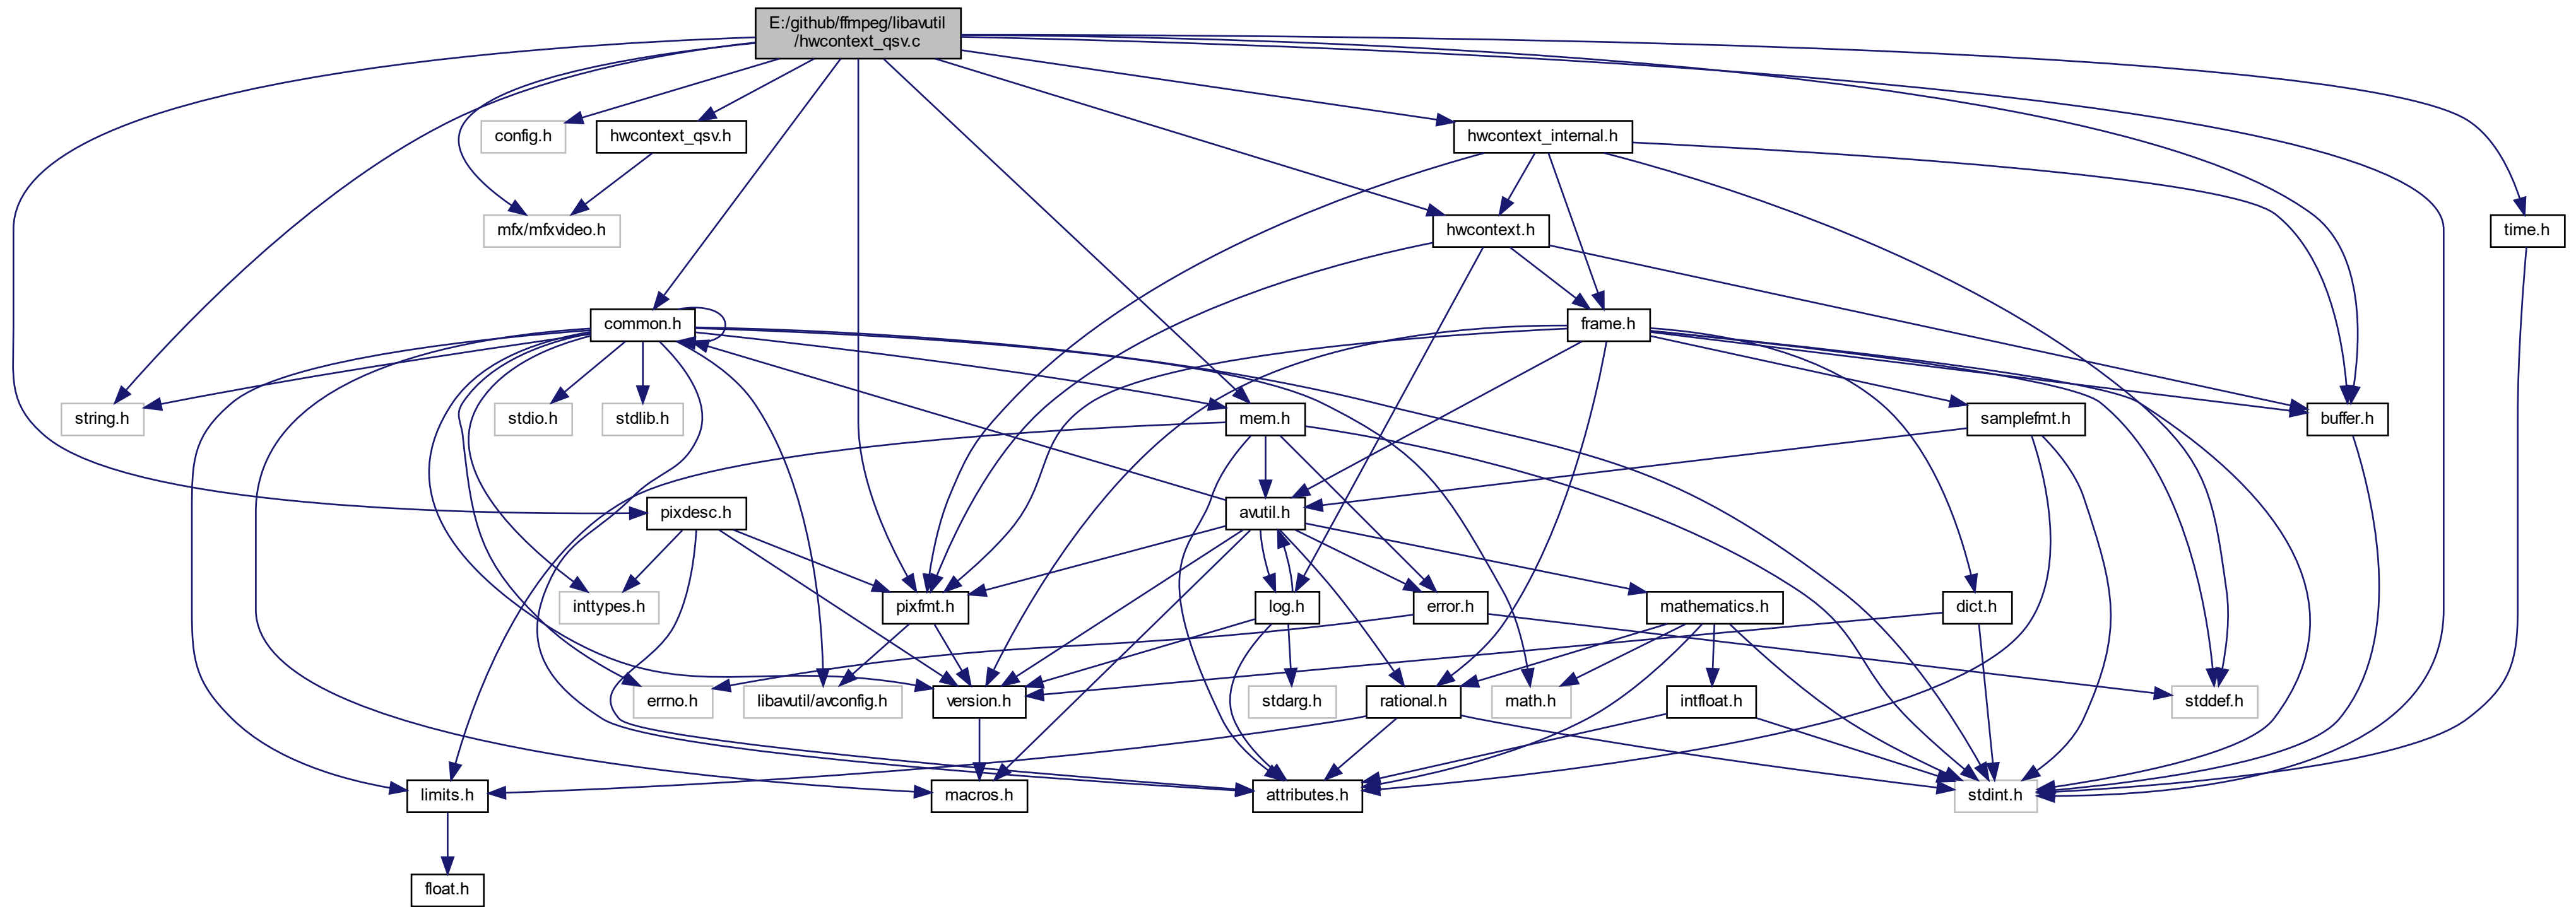 E:/github/ffmpeg/libavutil
/hwcontext_qsv.c
config.h
hwcontext_qsv.h
hwcontext_internal.h
mfx/mfxvideo.h
hwcontext.h
time.h
common.h
frame.h
string.h
stdio.h
stdlib.h
mem.h
samplefmt.h
buffer.h
pixdesc.h
avutil.h
inttypes.h
pixfmt.h
log.h
error.h
mathematics.h
dict.h
errno.h
libavutil/avconfig.h
version.h
stdarg.h
rational.h
math.h
intfloat.h
stddef.h
limits.h
macros.h
attributes.h
stdint.h
float.h